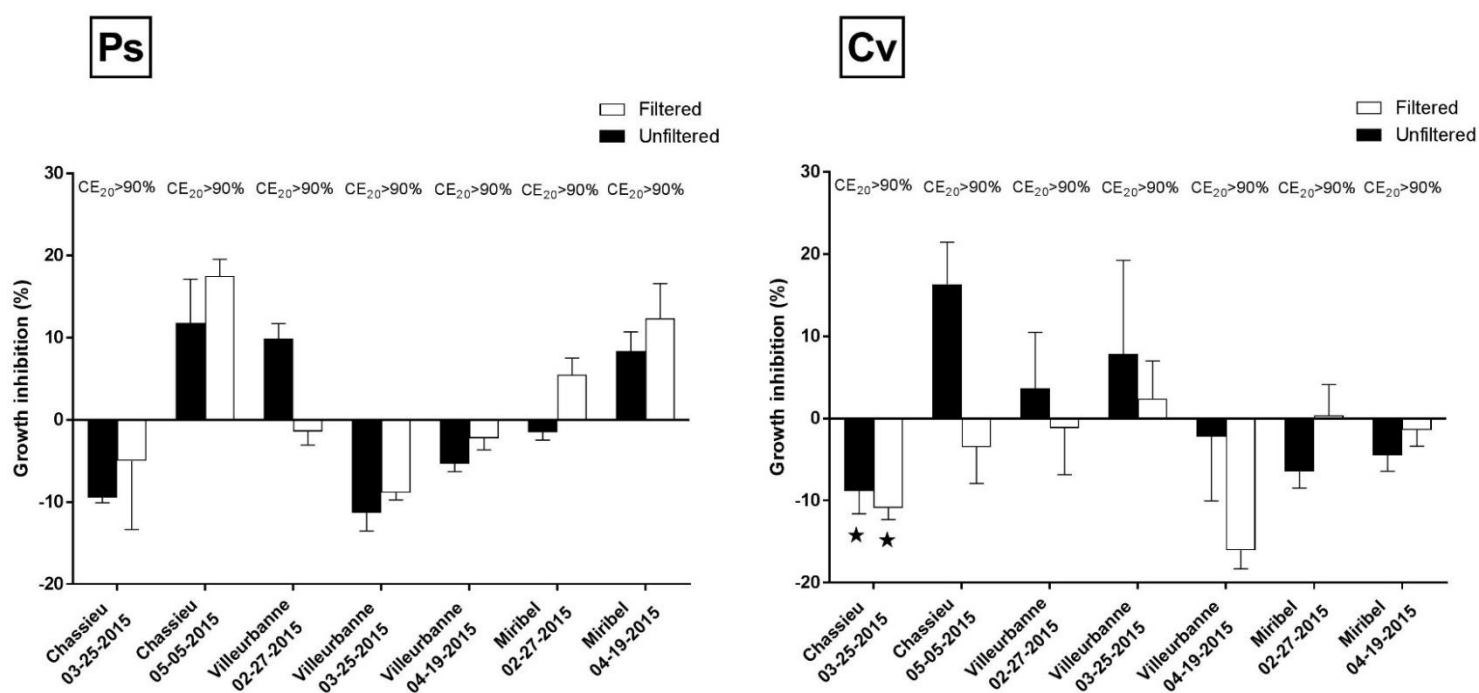 Ps
Filtered
Unfiltered
CE20>90% CE20>90% CE20>90% CE20>90% CE20>90% CE20>90% CE20>90%
Growth inhibition (%)
30
20
10
0
-10
-20
Chassieu
03-25-2015
Chassieu
05-05-2015
Villeurbanne
02-27-2015
Villeurbanne
03-25-2015
Villeurbanne
04-19-2015
Miribel
02-27-2015
Miribel
04-19-2015
Cv
Filtered
Unfiltered
CE20>90% CE20>90% CE20>90% CE20>90% CE20>90% CE20>90% CE20>90%
Growth inhibition (%)
30
20
10
0
-10
-20
Chassieu
03-25-2015
Chassieu
05-05-2015
Villeurbanne
02-27-2015
Villeurbanne
03-25-2015
Villeurbanne
04-19-2015
Miribel
02-27-2015
Miribel
04-19-2015